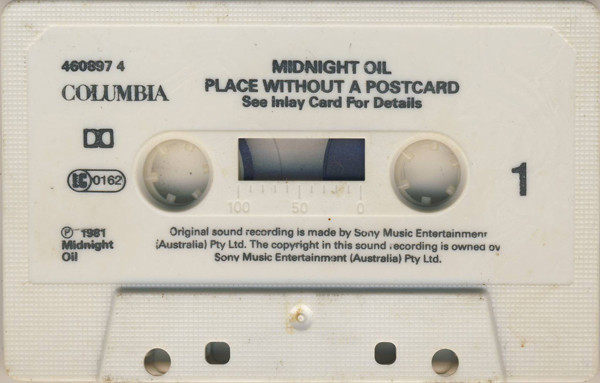 460897 4
COLUMBIA
MIDNIGHT OIL
PLACE WITHOUT A POSTCARD
See Inlay Card For Details
LC 0162
1
100 50 0
℗ 1981
Midnight
Oil
Original sound recording is made by Sony Music Entertainment
(Australia) Pty Ltd. The copyright in this sound recording is owned by
Sony Music Entertainment (Australia) Pty Ltd.